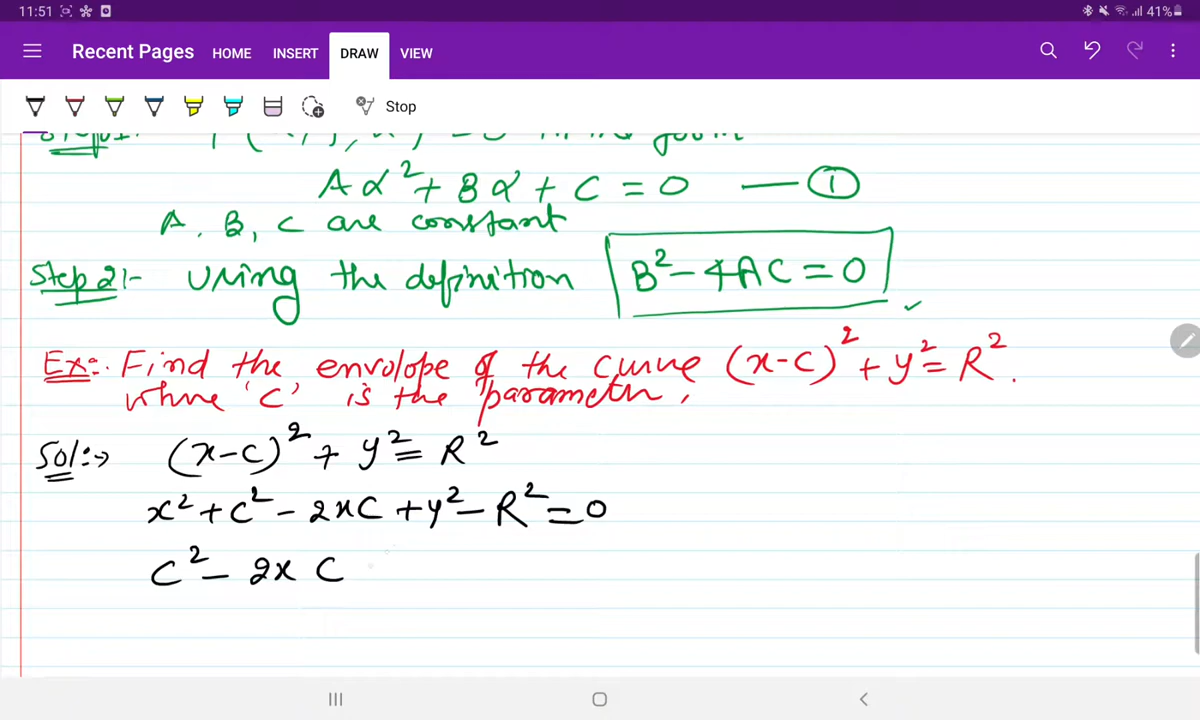 11:51 41%
Recent Pages HOME INSERT DRAW VIEW
Stop
Aα² + Bα + C = 0 — ①
A, B, C are constant
Step 2:- Using the definition B² - 4AC = 0
Ex:- Find the envolope of the curve (x-c)² + y² = R².
where 'c' is the parameter,
Sol:→ (x-c)² + y² = R²
x² + c² - 2xc + y² - R² = 0
c² - 2x c